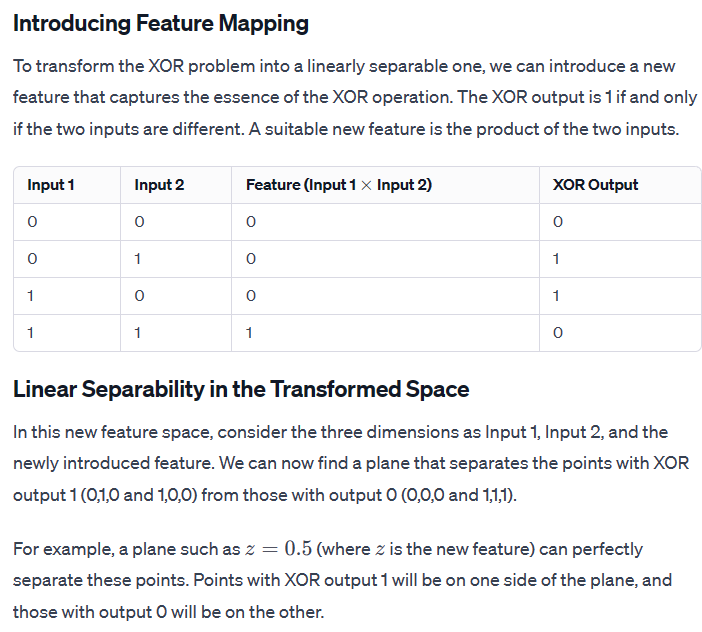 Introducing Feature Mapping
To transform the XOR problem into a linearly separable one, we can introduce a new
feature that captures the essence of the XOR operation. The XOR output is 1 if and only
if the two inputs are different. A suitable new feature is the product of the two inputs.
Input 1 Input 2 Feature (Input 1 × Input 2) XOR Output
0 0 0 0
0 1 0 1
1 0 0 1
1 1 1 0
Linear Separability in the Transformed Space
In this new feature space, consider the three dimensions as Input 1, Input 2, and the
newly introduced feature. We can now find a plane that separates the points with XOR
output 1 (0,1,0 and 1,0,0) from those with output 0 (0,0,0 and 1,1,1).
For example, a plane such as z = 0.5 (where z is the new feature) can perfectly
separate these points. Points with XOR output 1 will be on one side of the plane, and
those with output 0 will be on the other.